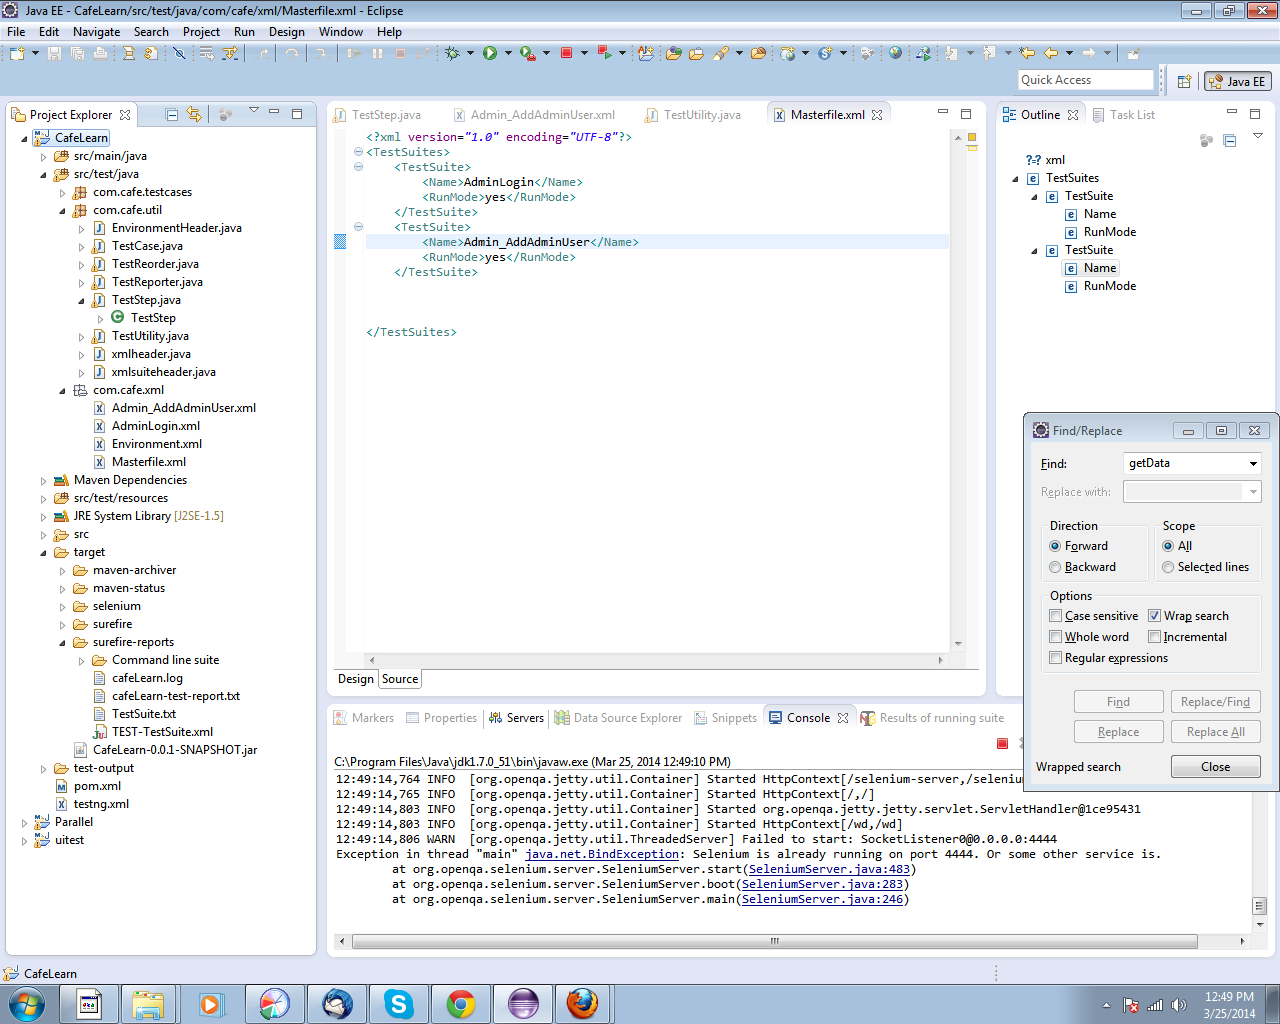 Java EE - CafeLearn/src/test/java/com/cafe/xml/Masterfile.xml - Eclipse
File Edit Navigate Search Project Run Design Window Help
Quick Access
Java EE
Project Explorer
CafeLearn
src/main/java
src/test/java
com.cafe.testcases
com.cafe.util
EnvironmentHeader.java
TestCase.java
TestReorder.java
TestReporter.java
TestStep.java
TestStep
TestUtility.java
xmlheader.java
xmlsuiteheader.java
com.cafe.xml
Admin_AddAdminUser.xml
AdminLogin.xml
Environment.xml
Masterfile.xml
Maven Dependencies
src/test/resources
JRE System Library [J2SE-1.5]
src
target
maven-archiver
maven-status
selenium
surefire
surefire-reports
Command line suite
cafeLearn.log
cafeLearn-test-report.txt
TestSuite.txt
TEST-TestSuite.xml
CafeLearn-0.0.1-SNAPSHOT.jar
test-output
pom.xml
testng.xml
Parallel
uitest
TestStep.java Admin_AddAdminUser.xml TestUtility.java Masterfile.xml
<?xml version="1.0" encoding="UTF-8"?>
<TestSuites>
<TestSuite>
<Name>AdminLogin</Name>
<RunMode>yes</RunMode>
</TestSuite>
<TestSuite>
<Name>Admin_AddAdminUser</Name>
<RunMode>yes</RunMode>
</TestSuite>
</TestSuites>
Design Source
Outline Task List
?-? xml
TestSuites
TestSuite
Name
RunMode
TestSuite
Name
RunMode
Find/Replace
Find: getData
Replace with:
Direction Scope
Forward All
Backward Selected lines
Options
Case sensitive Wrap search
Whole word Incremental
Regular expressions
Find Replace/Find
Replace Replace All
Wrapped search Close
Markers Properties Servers Data Source Explorer Snippets Console Results of running suite
C:\Program Files\Java\jdk1.7.0_51\bin\javaw.exe (Mar 25, 2014 12:49:10 PM)
12:49:14,764 INFO [org.openqa.jetty.util.Container] Started HttpContext[/selenium-server,/seleniu
12:49:14,765 INFO [org.openqa.jetty.util.Container] Started HttpContext[/,/]
12:49:14,803 INFO [org.openqa.jetty.util.Container] Started org.openqa.jetty.jetty.servlet.ServletHandler@1ce95431
12:49:14,803 INFO [org.openqa.jetty.util.Container] Started HttpContext[/wd,/wd]
12:49:14,806 WARN [org.openqa.jetty.util.ThreadedServer] Failed to start: SocketListener0@0.0.0.0:4444
Exception in thread "main" java.net.BindException: Selenium is already running on port 4444. Or some other service is.
at org.openqa.selenium.server.SeleniumServer.start(SeleniumServer.java:483)
at org.openqa.selenium.server.SeleniumServer.boot(SeleniumServer.java:283)
at org.openqa.selenium.server.SeleniumServer.main(SeleniumServer.java:246)
CafeLearn
12:49 PM
3/25/2014